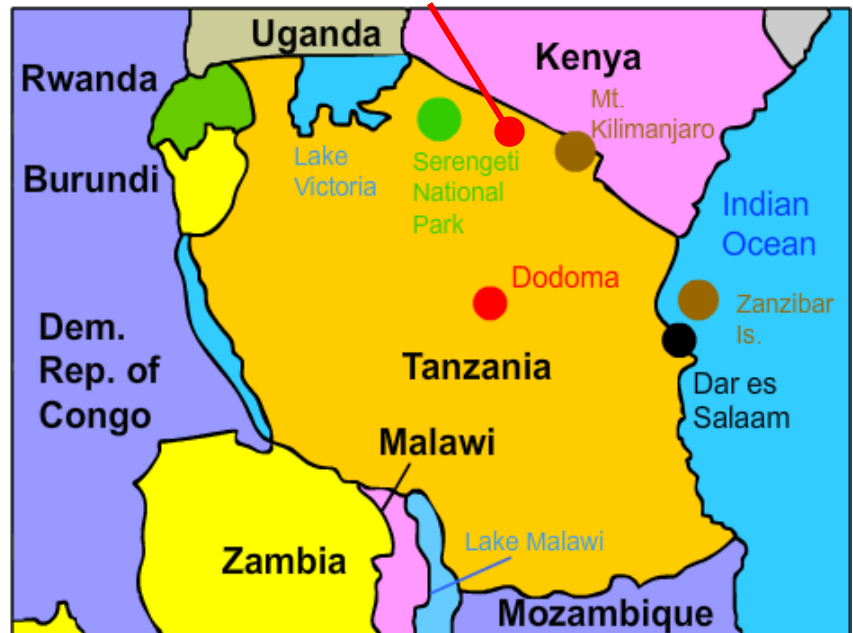 Uganda
Kenya
Rwanda
Mt.
Kilimanjaro
Lake
Victoria
Serengeti
National
Park
Burundi
Indian
Ocean
Dodoma
Zanzibar
Is.
Dem.
Rep. of
Congo
Tanzania
Dar es
Salaam
Malawi
Lake Malawi
Zambia
Mozambique